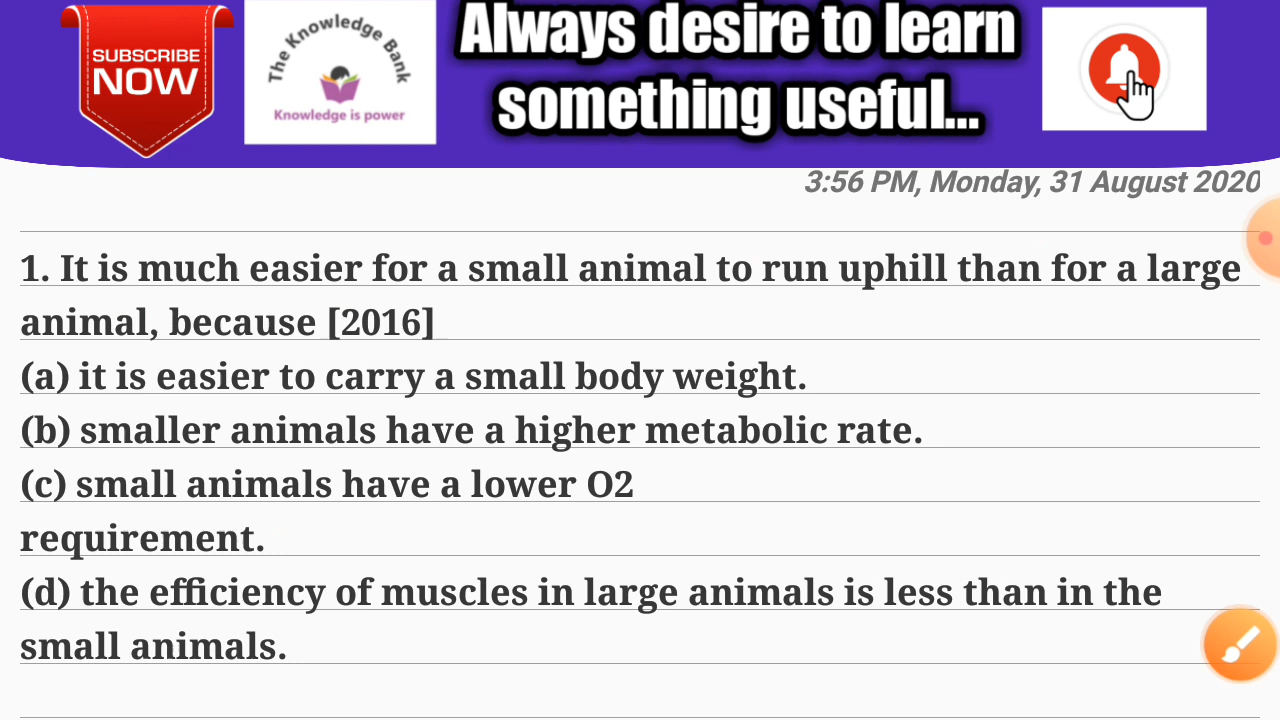 SUBSCRIBE
NOW
The Knowledge Bank
Knowledge is power
Always desire to learn
something useful...
3:56 PM, Monday, 31 August 2020
1. It is much easier for a small animal to run uphill than for a large
animal, because [2016]
(a) it is easier to carry a small body weight.
(b) smaller animals have a higher metabolic rate.
(c) small animals have a lower O2
requirement.
(d) the efficiency of muscles in large animals is less than in the
small animals.